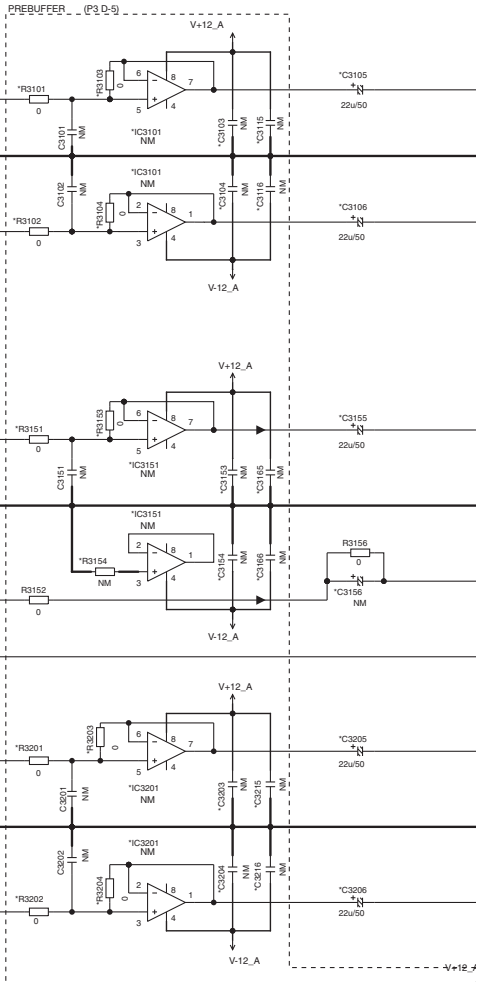 PREBUFFER (P3 D-5)
V+12_A
*R3101
0
*R3103
0
6
8
7
5
4
*IC3101
NM
C3101
NM
*C3103
NM
*C3115
NM
*C3105
22u/50
C3102
NM
*IC3101
NM
*R3102
0
*R3104
0
2
8
1
3
4
*C3104
NM
*C3116
NM
*C3106
22u/50
V-12_A
V+12_A
*R3151
0
*R3153
0
6
8
7
5
4
*IC3151
NM
C3151
NM
*C3153
NM
*C3165
NM
*C3155
22u/50
*IC3151
NM
*R3154
NM
2
8
1
3
4
*C3154
NM
*C3166
NM
R3152
0
R3156
0
*C3156
NM
V-12_A
V+12_A
*R3201
0
*R3203
0
6
8
7
5
4
*IC3201
NM
C3201
NM
*C3203
NM
*C3215
NM
*C3205
22u/50
C3202
NM
*IC3201
NM
*R3202
0
*R3204
0
2
8
1
3
4
*C3204
NM
*C3216
NM
*C3206
22u/50
V-12_A
V+12_A